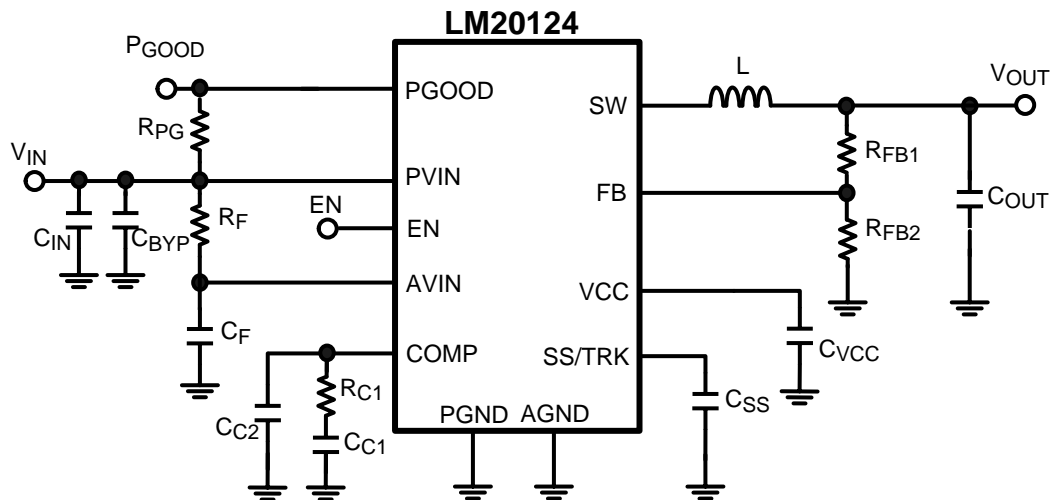 LM20124
PGOOD
PGOOD
RPG
VIN
PVIN
CIN
CBYP
RF
EN
EN
AVIN
CF
COMP
RC1
CC2
CC1
PGND
AGND
SW
L
VOUT
RFB1
FB
COUT
RFB2
VCC
CVCC
SS/TRK
CSS